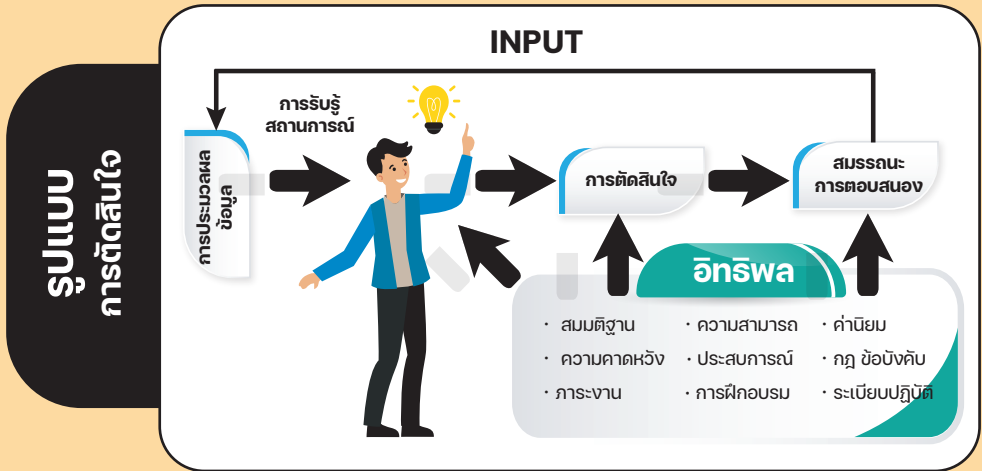 รูปแบบ
การตัดสินใจ
INPUT
การประมวลผล
ข้อมูล
การรับรู้
สถานการณ์
การตัดสินใจ
สมรรถนะ
การตอบสนอง
อิทธิพล
· สมมติฐาน
· ความคาดหวัง
· ภาระงาน
· ความสามารถ
· ประสบการณ์
· การฝึกอบรม
· ค่านิยม
· กฎ ข้อบังคับ
· ระเบียบปฏิบัติ